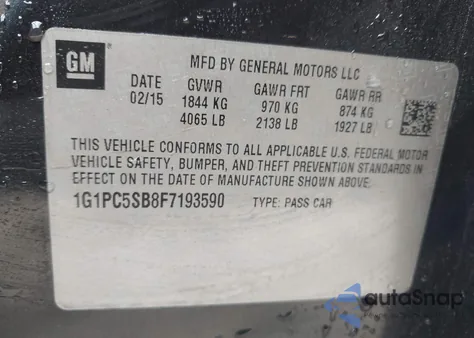 GM
MFD BY GENERAL MOTORS LLC
DATE GVWR GAWR FRT GAWR RR
02/15 1844 KG 970 KG 874 KG
4065 LB 2138 LB 1927 LB
THIS VEHICLE CONFORMS TO ALL APPLICABLE U.S. FEDERAL MOTOR
VEHICLE SAFETY, BUMPER, AND THEFT PREVENTION STANDARDS IN
EFFECT ON THE DATE OF MANUFACTURE SHOWN ABOVE.
1G1PC5SB8F7193590 TYPE: PASS CAR
autoSnap